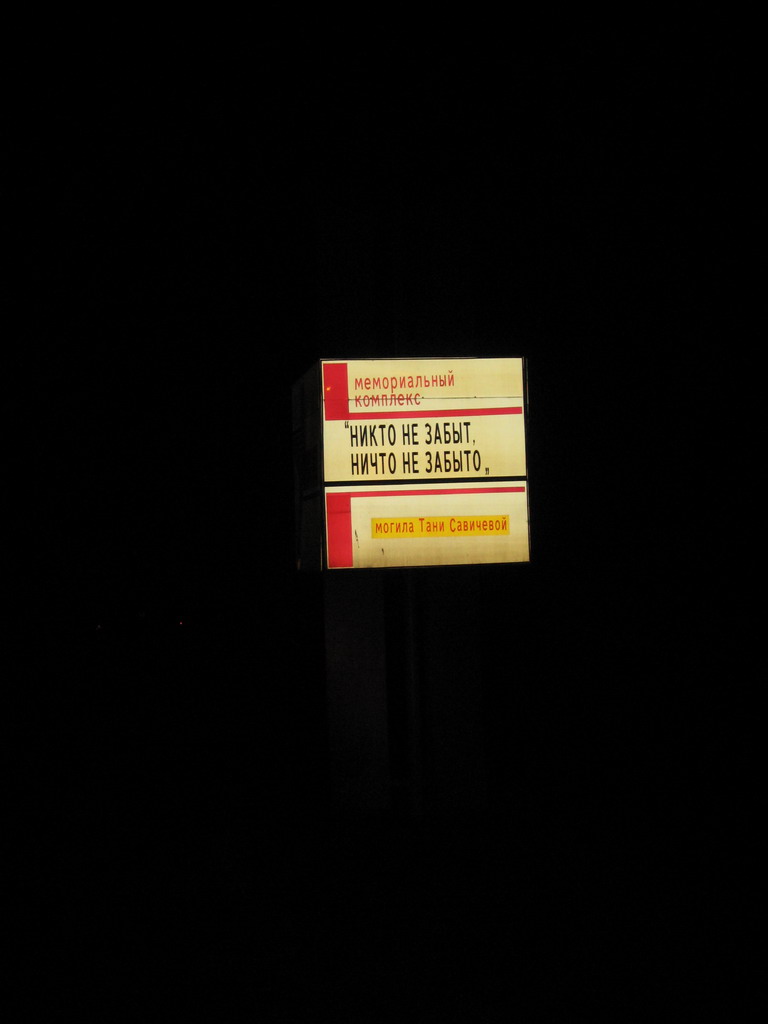 мемориальный
комплекс
"НИКТО НЕ ЗАБЫТ,
НИЧТО НЕ ЗАБЫТО„
могила Тани Савичевой